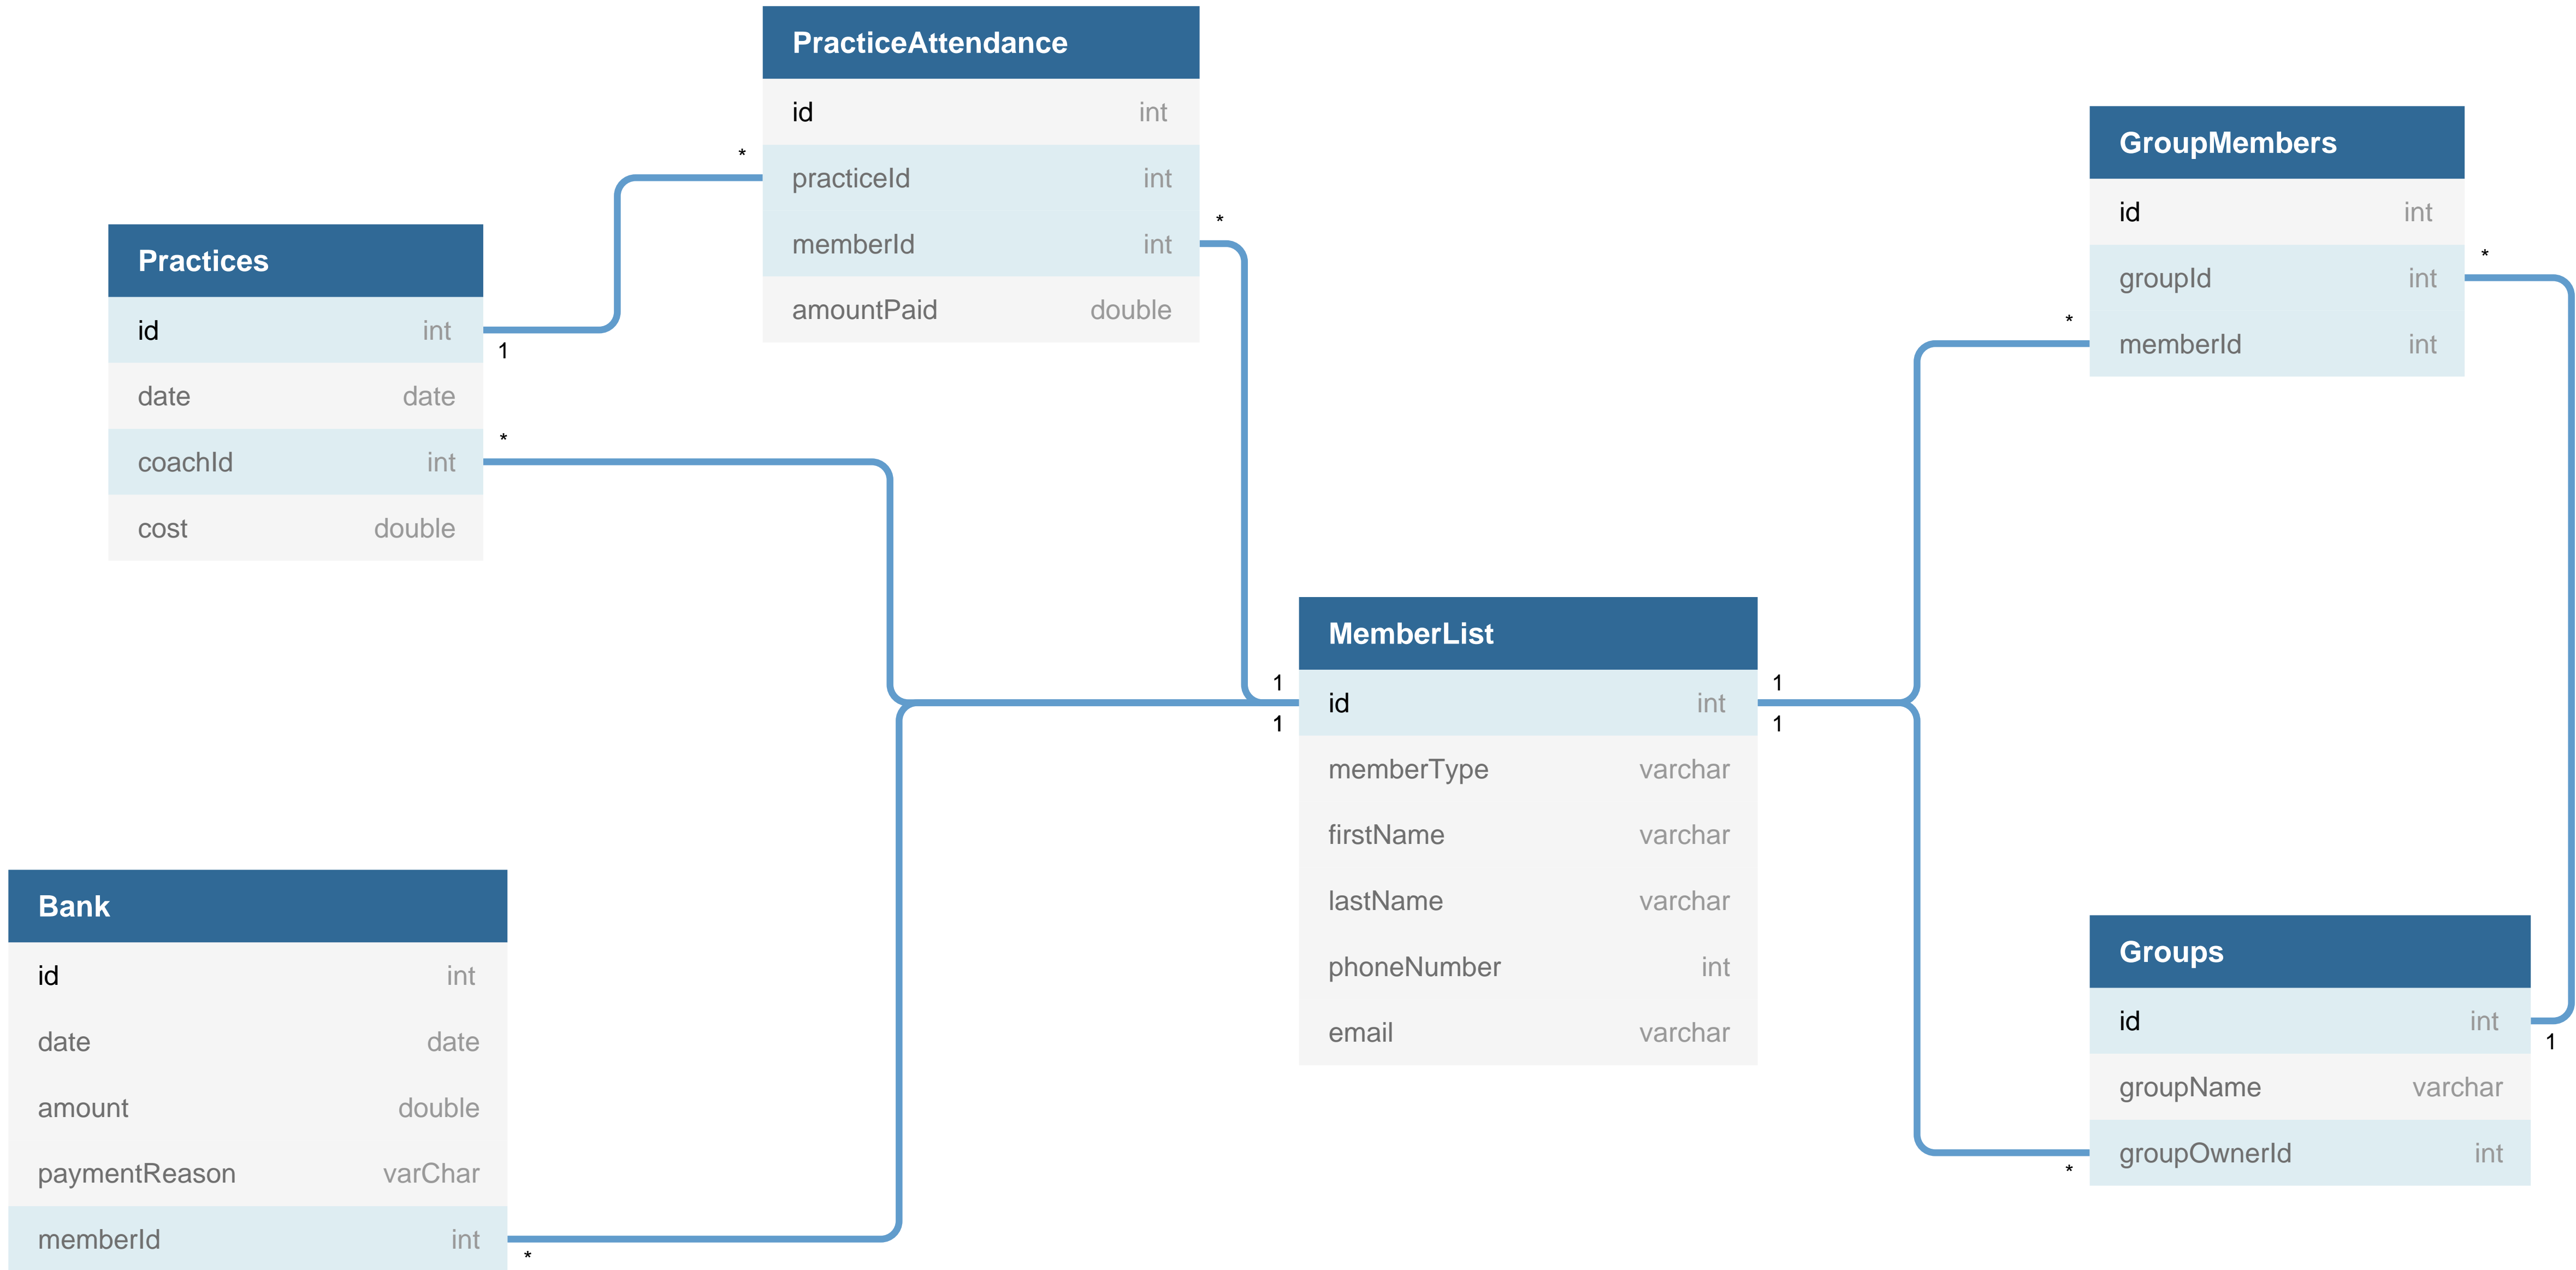 PracticeAttendance
id int
* practiceId int
memberId int *
amountPaid double
Practices
id int
1
date date
coachId int *
cost double
GroupMembers
id int
groupId int *
* memberId int
MemberList
1 id int 1
1 1
memberType varchar
firstName varchar
lastName varchar
phoneNumber int
email varchar
Bank
id int
date date
amount double
paymentReason varChar
memberId int
*
Groups
id int
1
groupName varchar
groupOwnerId int
*